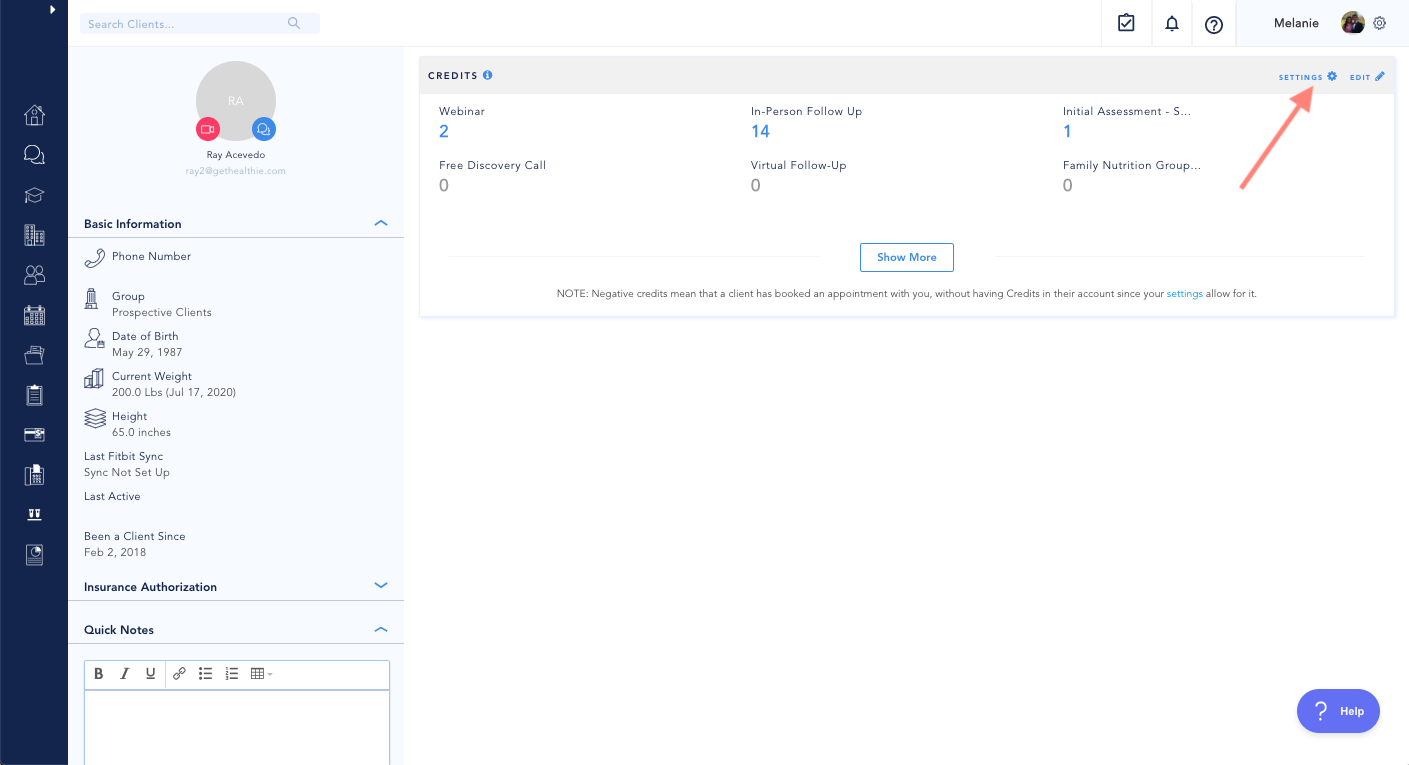 Search Clients...
Melanie
RA
Ray Acevedo
ray2@gethealthie.com
Basic Information
Phone Number
Group
Prospective Clients
Date of Birth
May 29, 1987
Current Weight
200.0 Lbs (Jul 17, 2020)
Height
65.0 inches
Last Fitbit Sync
Sync Not Set Up
Last Active
Been a Client Since
Feb 2, 2018
Insurance Authorization
Quick Notes
B I U
CREDITS
SETTINGS EDIT
Webinar
2
In-Person Follow Up
14
Initial Assessment - S...
1
Free Discovery Call
0
Virtual Follow-Up
0
Family Nutrition Group...
0
Show More
NOTE: Negative credits mean that a client has booked an appointment with you, without having Credits in their account since your settings allow for it.
? Help